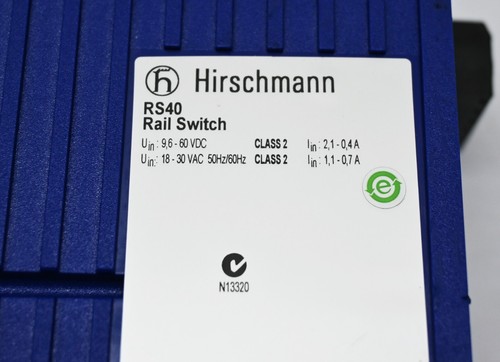 Hirschmann
RS40
Rail Switch
Uin : 9,6 - 60 VDC CLASS 2 Iin : 2,1 - 0,4 A
Uin : 18 - 30 VAC 50Hz/60Hz CLASS 2 Iin : 1,1 - 0,7 A
e
N13320